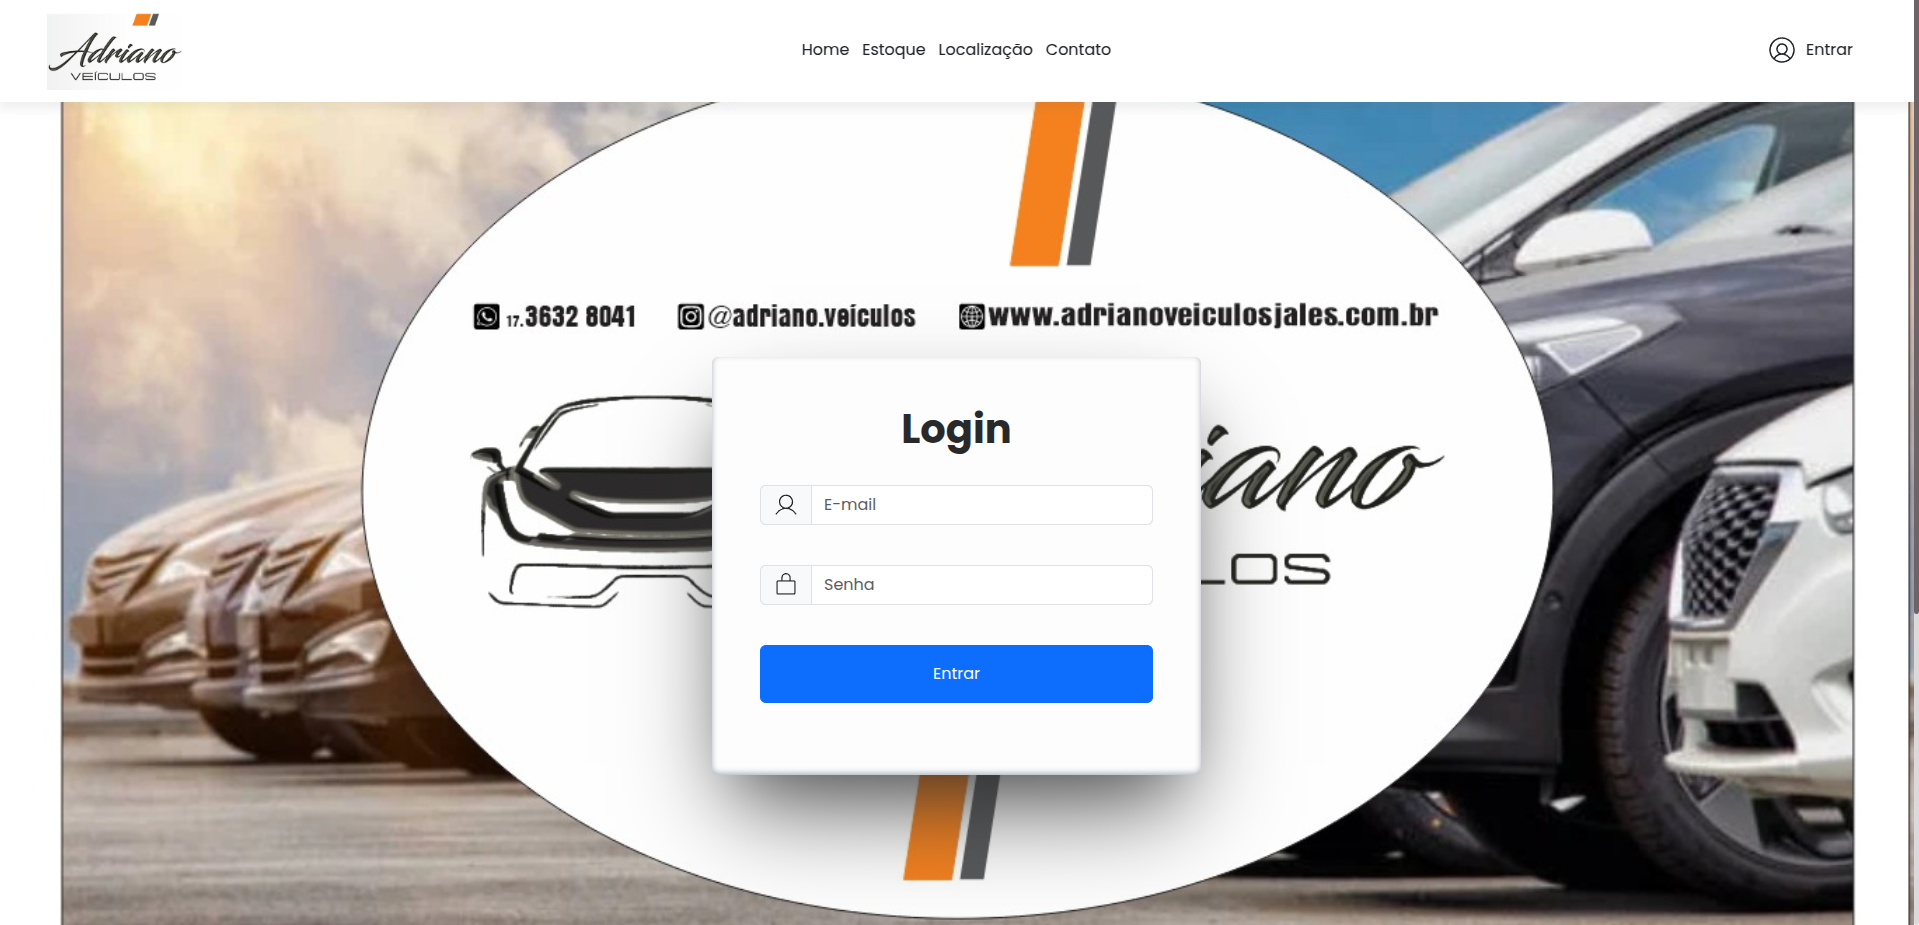 Adriano
VEÍCULOS
Home Estoque Localização Contato
Entrar
17.3632 8041 @adriano.veículos www.adrianoveiculosjales.com.br
Login
E-mail
Senha
Entrar
iano
LOS